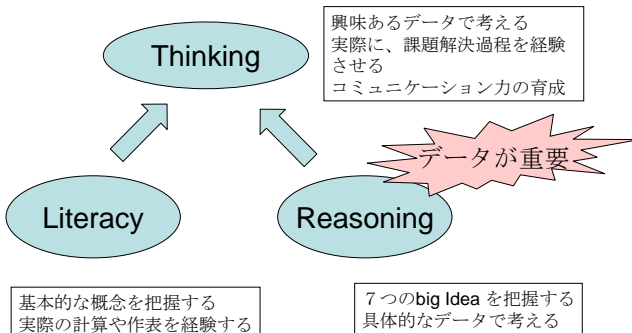 Thinking
興味あるデータで考える
実際に、課題解決過程を経験
させる
コミュニケーション力の育成
データが重要
Literacy
Reasoning
基本的な概念を把握する
実際の計算や作表を経験する
７つのbig Idea を把握する
具体的なデータで考える